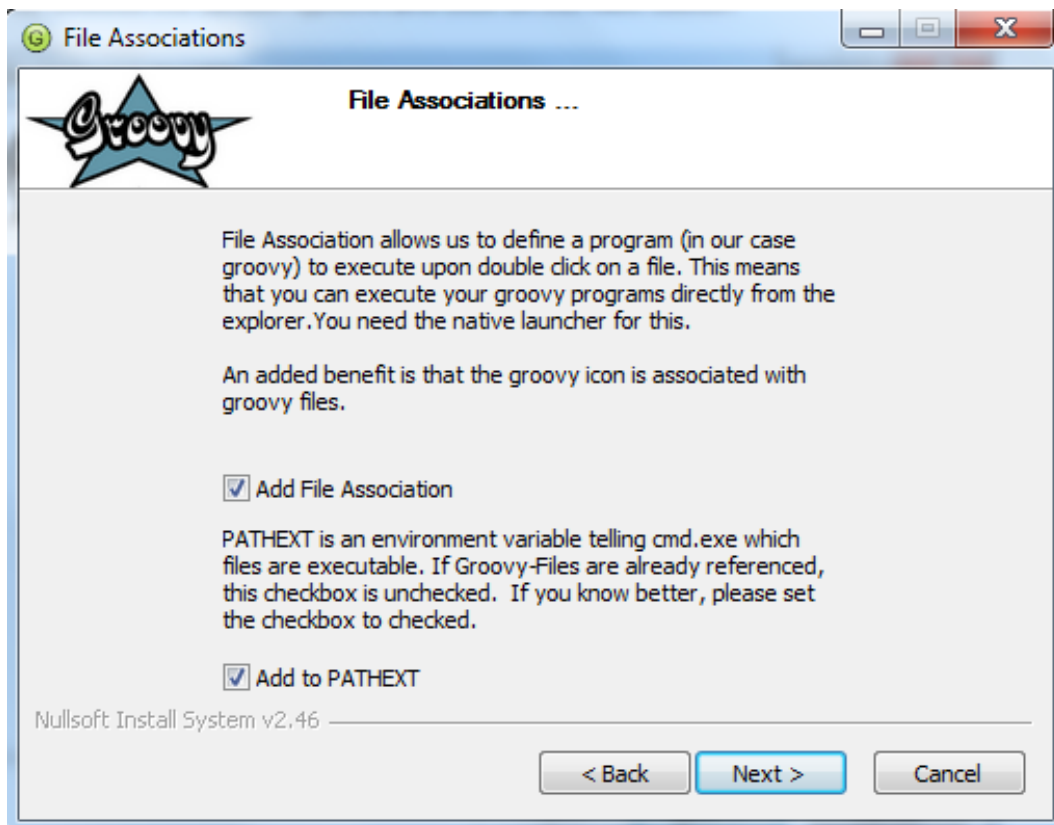 File Associations
Groovy
File Associations ...
File Association allows us to define a program (in our case
groovy) to execute upon double click on a file. This means
that you can execute your groovy programs directly from the
explorer.You need the native launcher for this.
An added benefit is that the groovy icon is associated with
groovy files.
Add File Association
PATHEXT is an environment variable telling cmd.exe which
files are executable. If Groovy-Files are already referenced,
this checkbox is unchecked.  If you know better, please set
the checkbox to checked.
Add to PATHEXT
Nullsoft Install System v2.46
< Back
Next >
Cancel